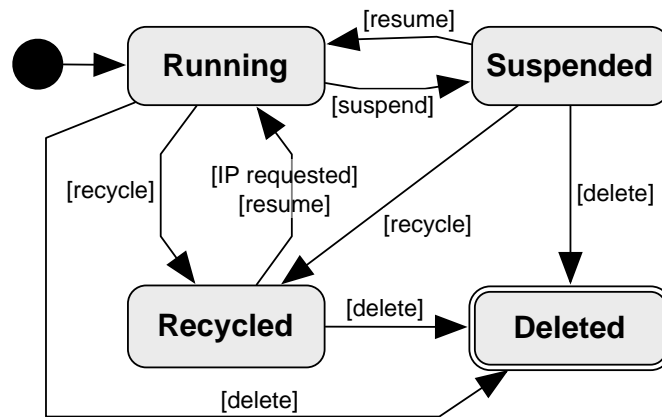 [resume]
Running
Suspended
[suspend]
[recycle]
[IP requested]
[resume]
[delete]
[recycle]
Recycled
[delete]
Deleted
[delete]